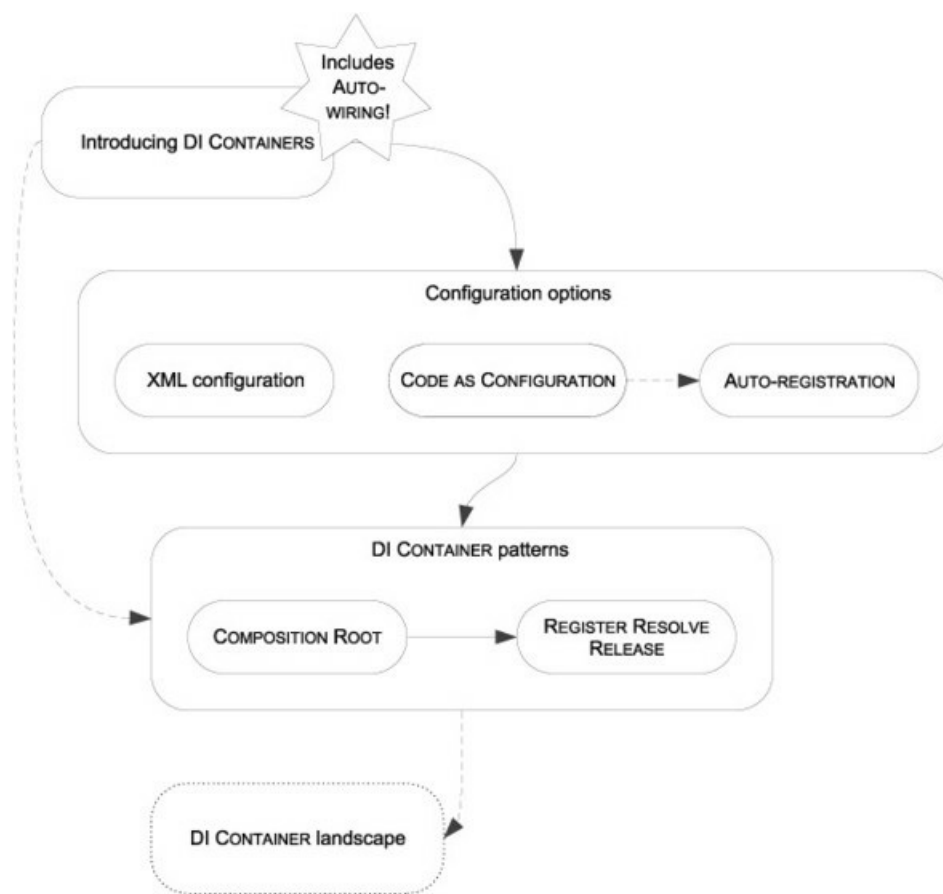 Includes
AUTO-
WIRING!
Introducing DI CONTAINERS
Configuration options
XML configuration
CODE AS CONFIGURATION
AUTO-REGISTRATION
DI CONTAINER patterns
COMPOSITION ROOT
REGISTER RESOLVE
RELEASE
DI CONTAINER landscape